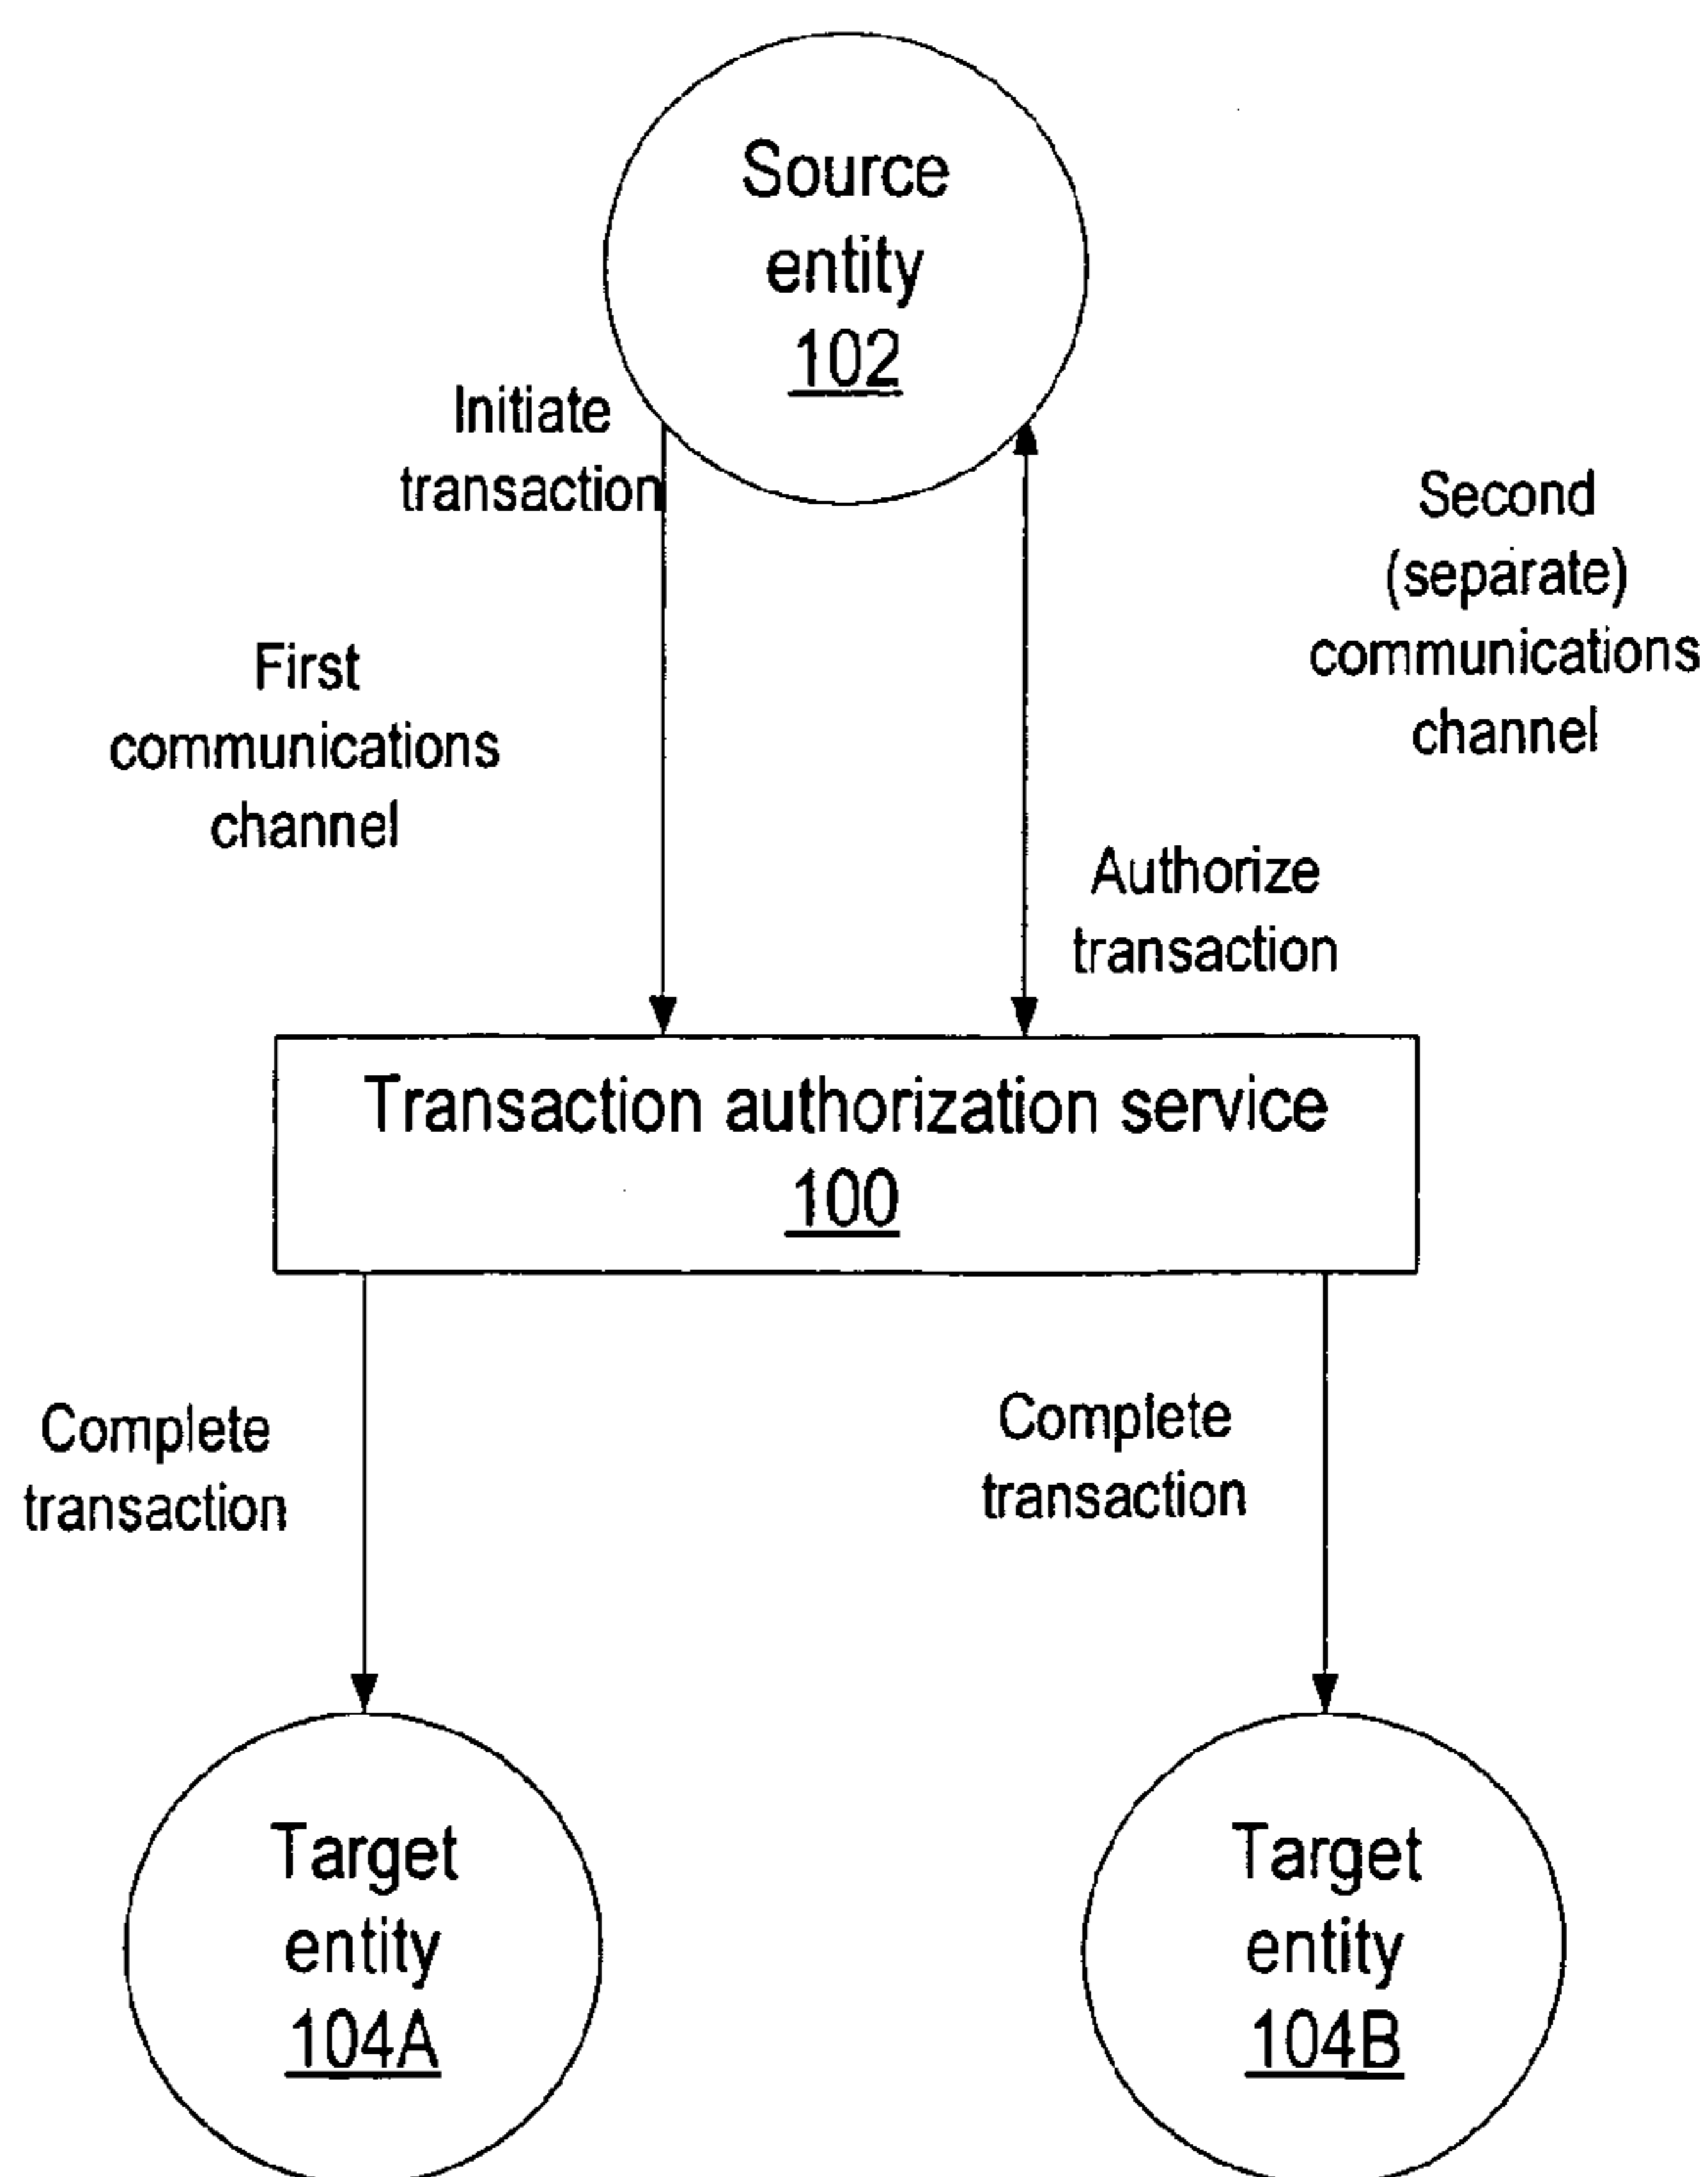 Source
entity
102
Initiate
transaction
Second
(separate)
communications
channel
First
communications
channel
Authorize
transaction
Transaction authorization service
100
Complete
transaction
Complete
transaction
Target
entity
104A
Target
entity
104B